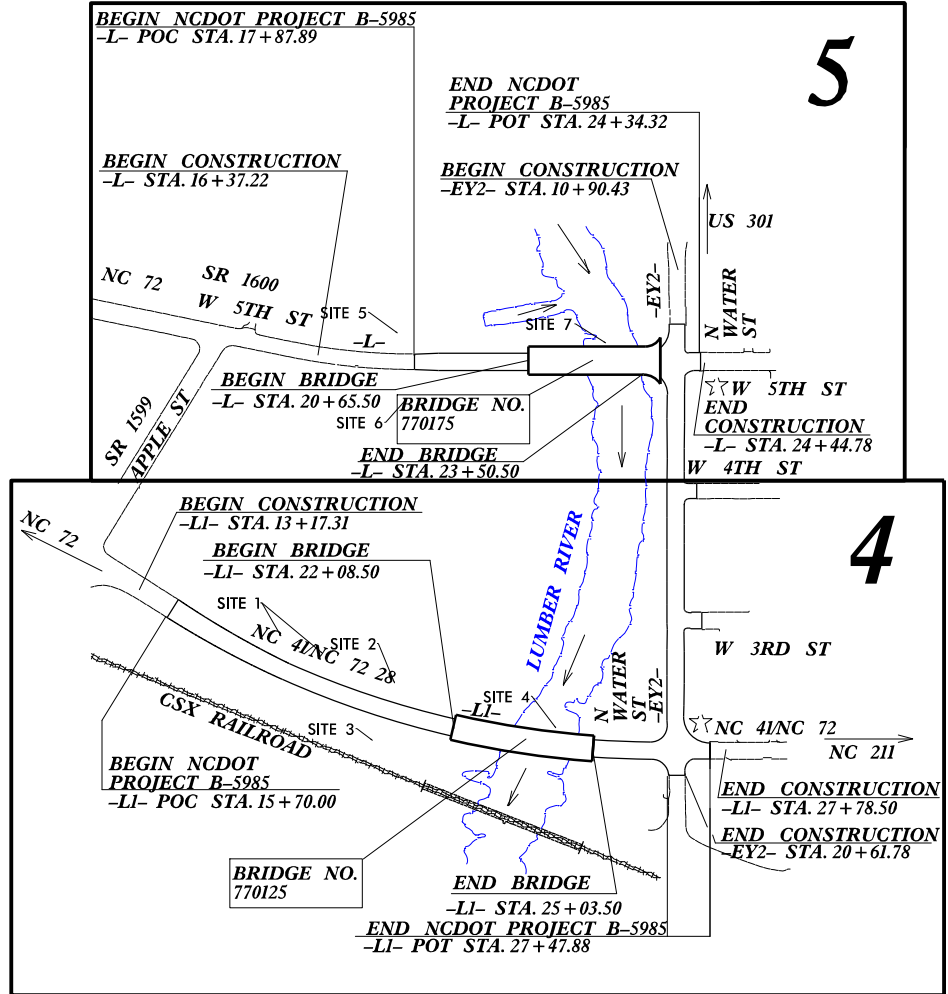 BEGIN NCDOT PROJECT B–5985
–L– POC STA. 17+87.89
5
END NCDOT
PROJECT B–5985
–L– POT STA. 24+34.32
BEGIN CONSTRUCTION
–L– STA. 16+37.22
BEGIN CONSTRUCTION
–EY2– STA. 10+90.43
US 301
NC 72
SR 1600
W 5TH ST
SITE 5
–L–
SITE 7
–EY2–
N
WATER
ST
BEGIN BRIDGE
–L– STA. 20+65.50
SITE 6
BRIDGE NO.
770175
☆☆ W 5TH ST
END
CONSTRUCTION
–L– STA. 24+44.78
SR 1599
APPLE ST
END BRIDGE
–L– STA. 23+50.50
W 4TH ST
NC 72
BEGIN CONSTRUCTION
–L1– STA. 13+17.31
BEGIN BRIDGE
–L1– STA. 22+08.50
4
LUMBER RIVER
SITE 1
NC 41/NC 72 28
SITE 2
W 3RD ST
CSX RAILROAD
SITE 3
–L1–
SITE 4
N
WATER
ST
–EY2–
☆ NC 41/NC 72
NC 211
BEGIN NCDOT
PROJECT B–5985
–L1– POC STA. 15+70.00
END CONSTRUCTION
–L1– STA. 27+78.50
END CONSTRUCTION
–EY2– STA. 20+61.78
BRIDGE NO.
770125
END BRIDGE
–L1– STA. 25+03.50
END NCDOT PROJECT B–5985
–L1– POT STA. 27+47.88